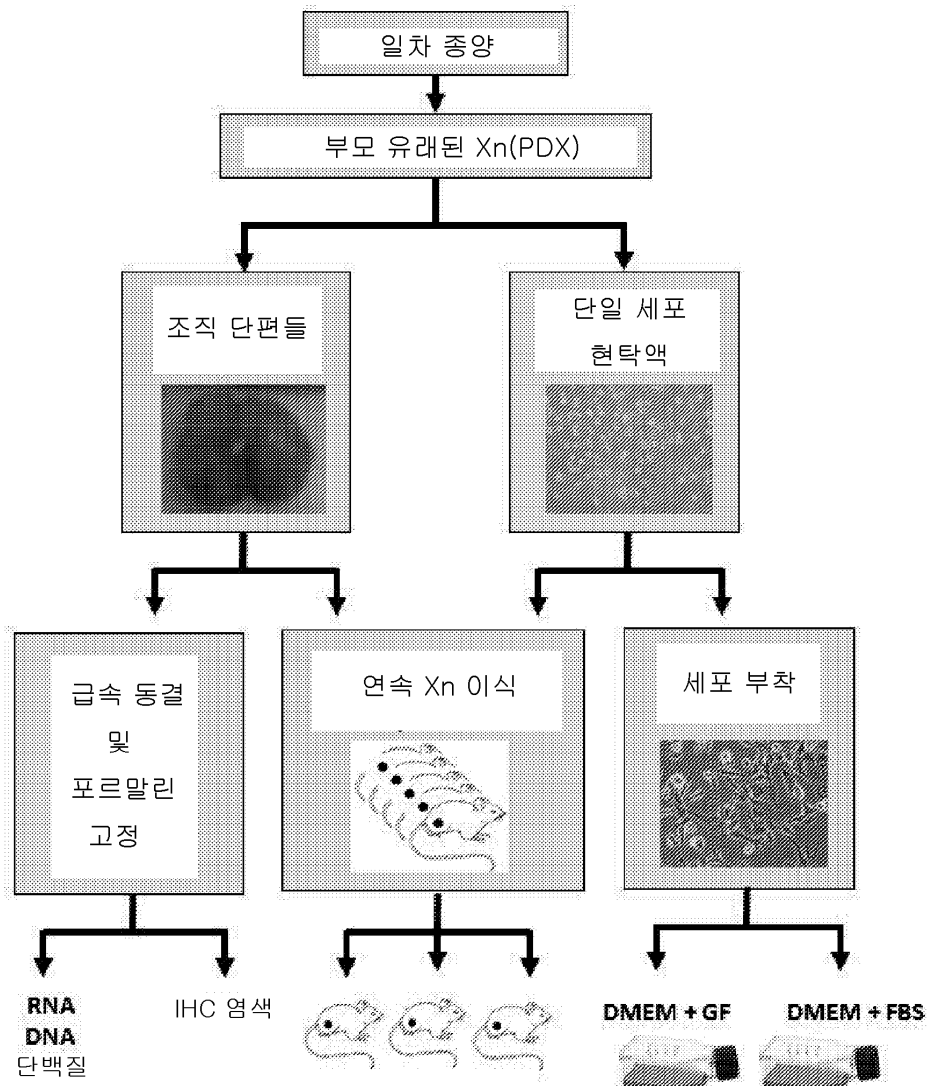 일차 종양
부모 유래된 Xn(PDX)
조직 단편들
단일 세포
현탁액
급속 동결
및
포르말린
고정
연속 Xn 이식
세포 부착
RNA
DNA
단백질
IHC 염색
DMEM + GF
DMEM + FBS